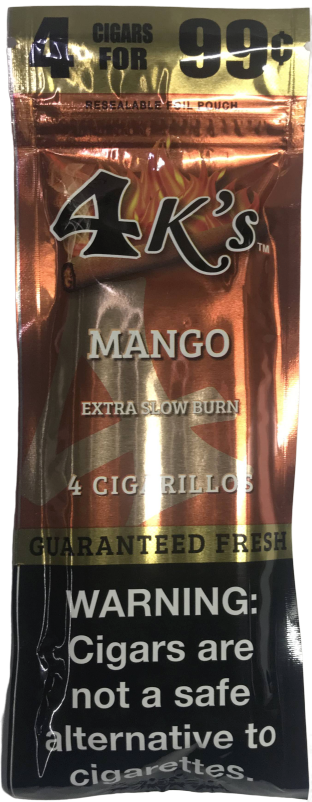 4 CIGARS FOR 99¢
RESEALABLE FOIL POUCH
4K's™
MANGO
EXTRA SLOW BURN
4 CIGARILLOS
GUARANTEED FRESH
WARNING:
Cigars are
not a safe
alternative to
cigarettes.